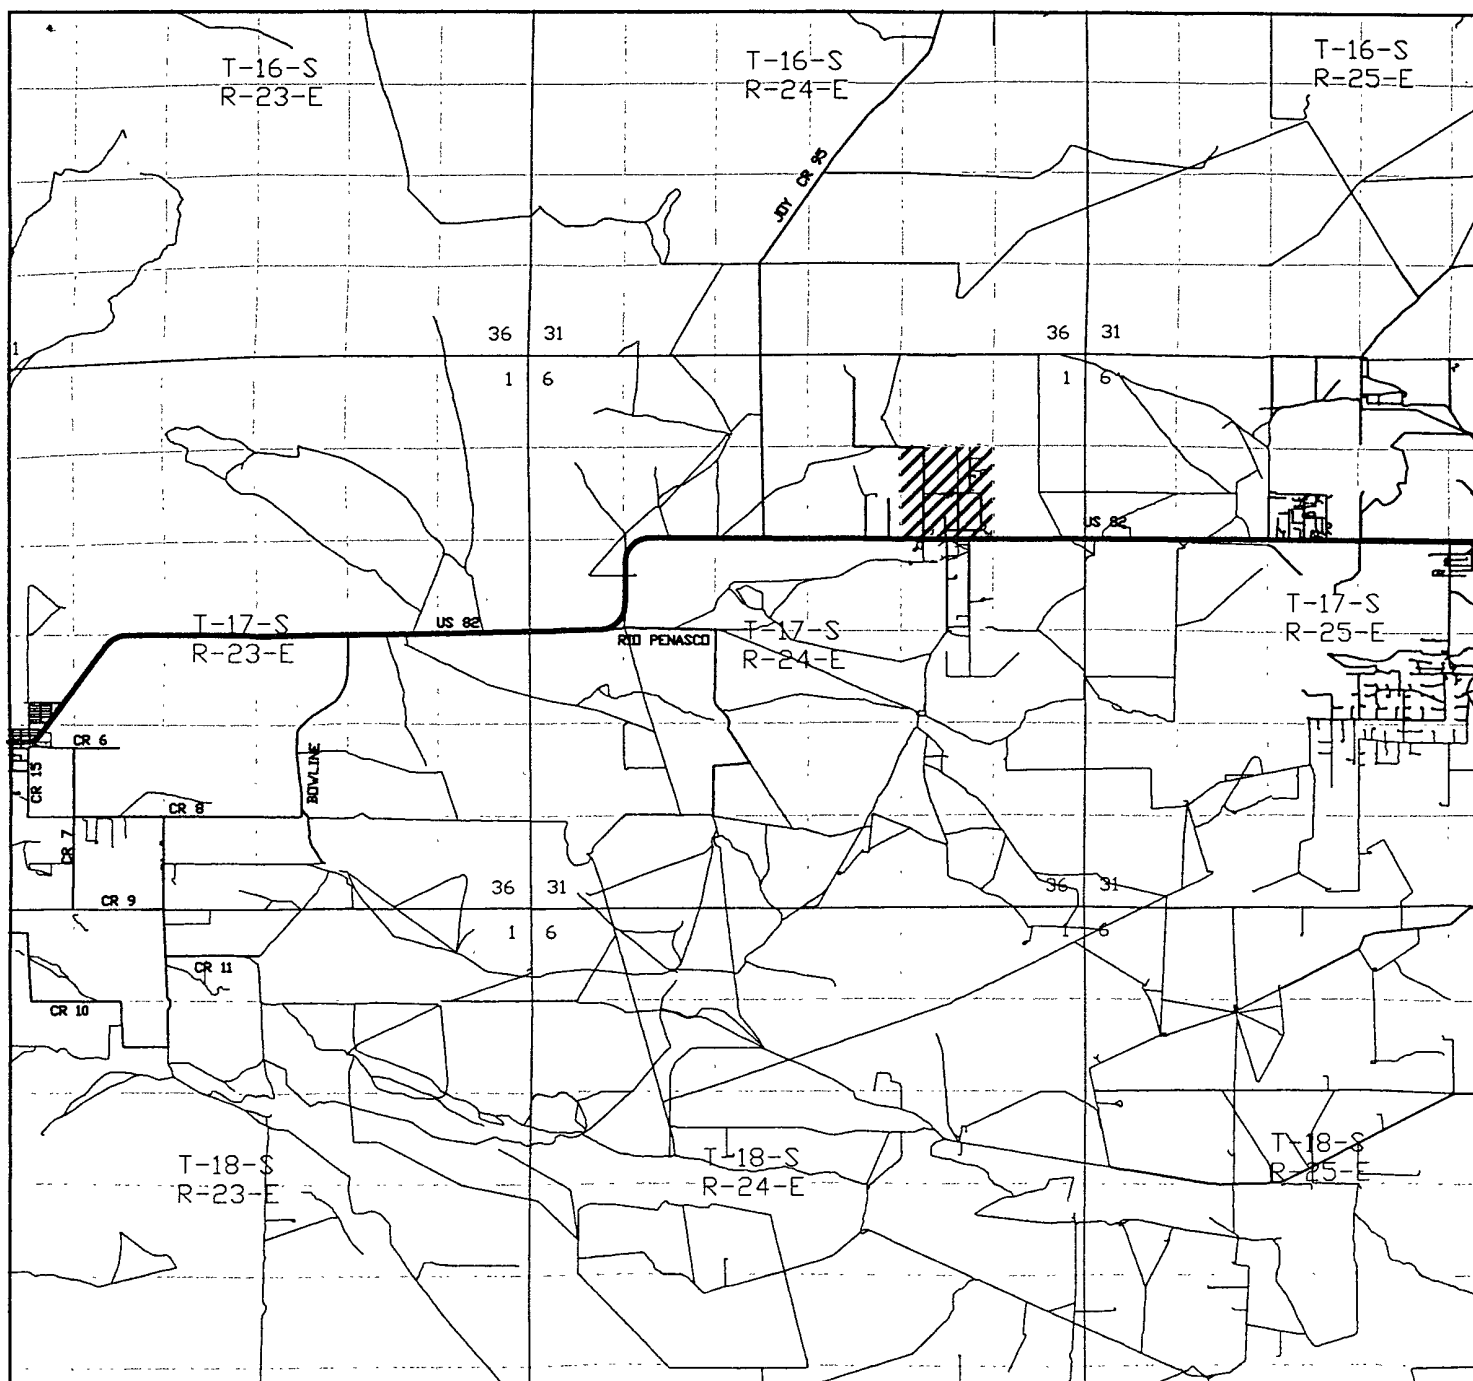 T-16-S
R-23-E
T-16-S
R-24-E
T-16-S
R-25-E
JOY CR 95
36 31
36 31
1
1 6
1 6
US 82
T-17-S
R-23-E
US 82
RIO PENASCO
T-17-S
R-24-E
T-17-S
R-25-E
CR 6
CR 15
BOWLINE
CR 8
CR 7
36 31
36 31
CR 9
1 6
1 6
CR 11
CR 10
T-18-S
R-23-E
T-18-S
R-24-E
T-18-S
R-25-E